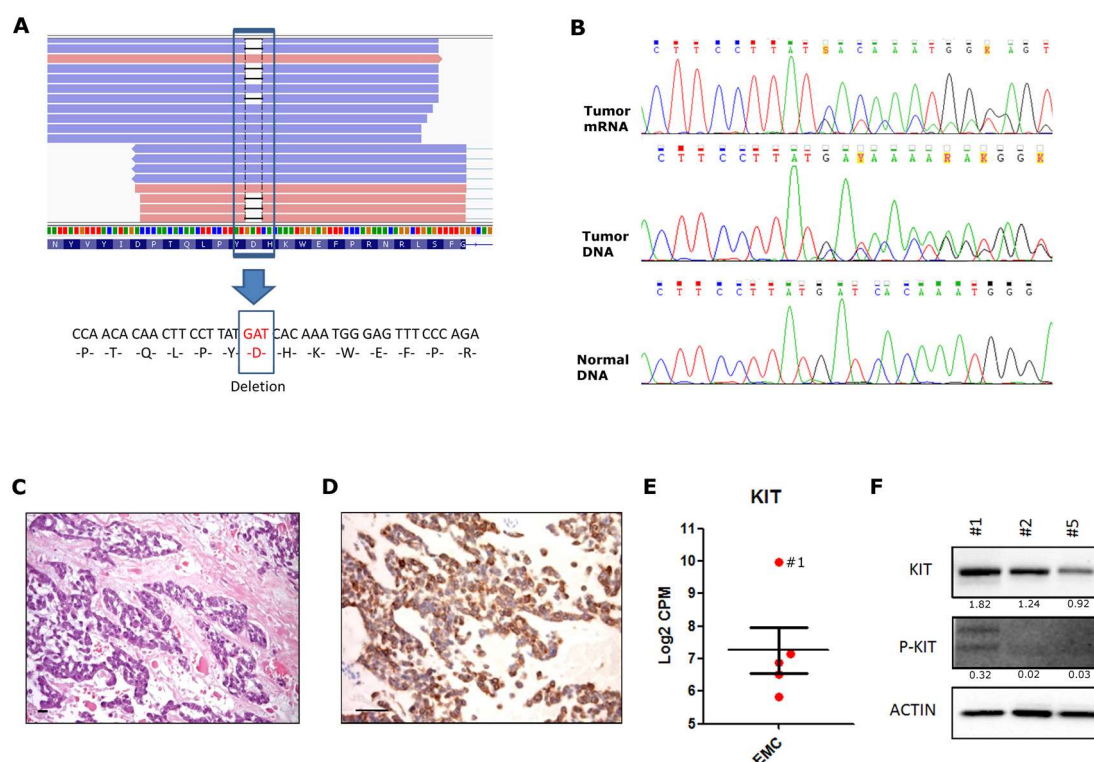 A
N Y V Y I D P T Q L P Y D H K W E F P R N R L S F G
CCA ACA CAA CTT CCT TAT GAT CAC AAA TGG GAG TTT CCC AGA
-P- -T- -Q- -L- -P- -Y- -D- -H- -K- -W- -E- -F- -P- -R-
Deletion
B
C T T C C T T A T S A C A A A T G G K A G T
Tumor
mRNA
C T T C C T T A T G A Y A A A A R A K G G K
Tumor
DNA
C T T C C T T A T G A T C A C A A A T G G G
Normal
DNA
C
D
E
KIT
Log2 CPM
11
10
9
8
7
6
5
#1
EMC
F
#1 #2 #5
KIT
1.82 1.24 0.92
P-KIT
0.32 0.02 0.03
ACTIN